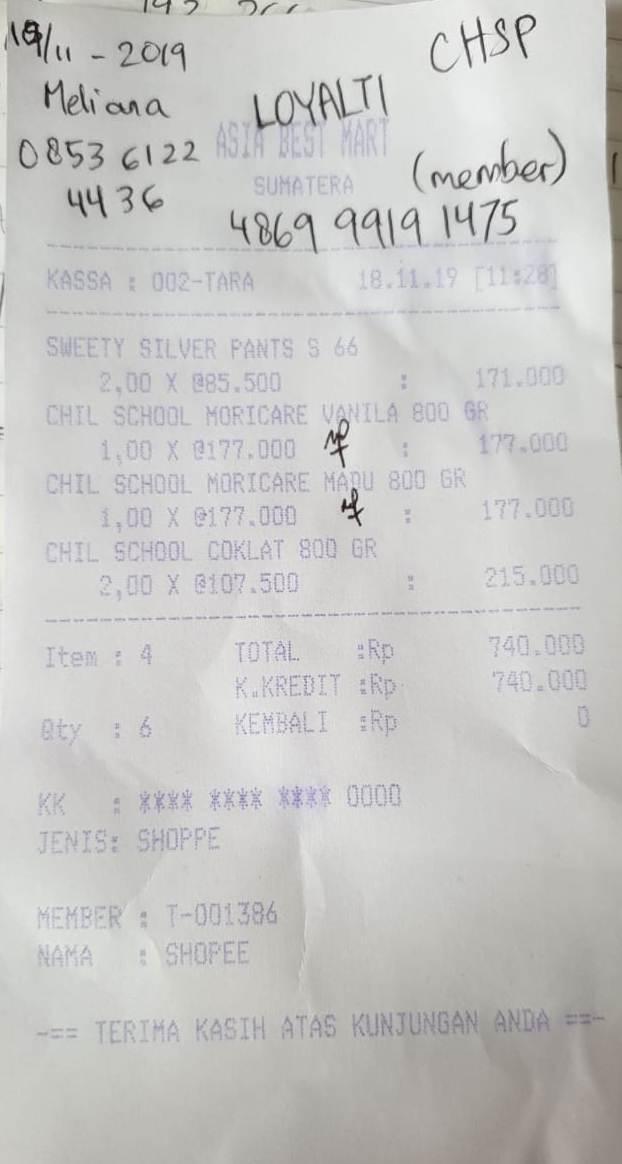 19/11 - 2019
CHSP
Meliana
LOYALTI
0853 6122
4436
ASIA BEST MART
SUMATERA
(member)
4869 9919 1475
KASSA : 002-TARA 18.11.19 [11:28]
SWEETY SILVER PANTS S 66
2,00 X @85.500 : 171.000
CHIL SCHOOL MORICARE VANILA 800 GR
1,00 X @177.000 : 177.000
CHIL SCHOOL MORICARE MADU 800 GR
1,00 X @177.000 : 177.000
CHIL SCHOOL COKLAT 800 GR
2,00 X @107.500 : 215.000
Item : 4 TOTAL :Rp 740.000
K.KREDIT :Rp 740.000
Qty : 6 KEMBALI :Rp 0
KK : **** **** **** 0000
JENIS: SHOPPE
MEMBER : T-001386
NAMA : SHOPEE
-== TERIMA KASIH ATAS KUNJUNGAN ANDA ==-